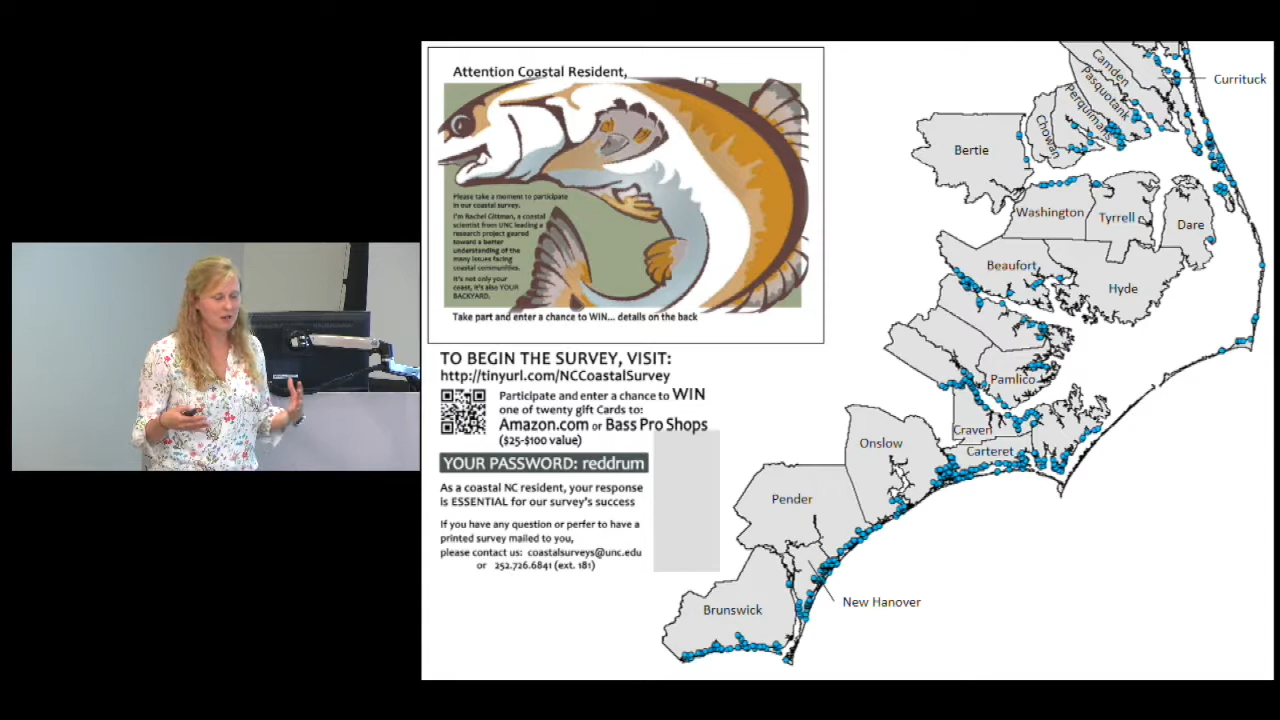 Attention Coastal Resident,
Please take a moment to participate
in our coastal survey.
I'm Rachel Gittman, a coastal
scientist from UNC leading a
research project geared
toward a better
understanding of the
many issues facing
coastal communities.
It's not only your
coast, it's also YOUR
BACKYARD.
Take part and enter a chance to WIN... details on the back
TO BEGIN THE SURVEY, VISIT:
http://tinyurl.com/NCCoastalSurvey
Participate and enter a chance to WIN
one of twenty gift Cards to:
Amazon.com or Bass Pro Shops
($25-$100 value)
YOUR PASSWORD: reddrum
As a coastal NC resident, your response
is ESSENTIAL for our survey's success
If you have any question or perfer to have a
printed survey mailed to you,
please contact us: coastalsurveys@unc.edu
or 252.726.6841 (ext. 181)
Camden
Currituck
Pasquotank
Perquimans
Chowan
Bertie
Washington
Tyrrell
Dare
Beaufort
Hyde
Pamlico
Craven
Carteret
Onslow
Pender
New Hanover
Brunswick